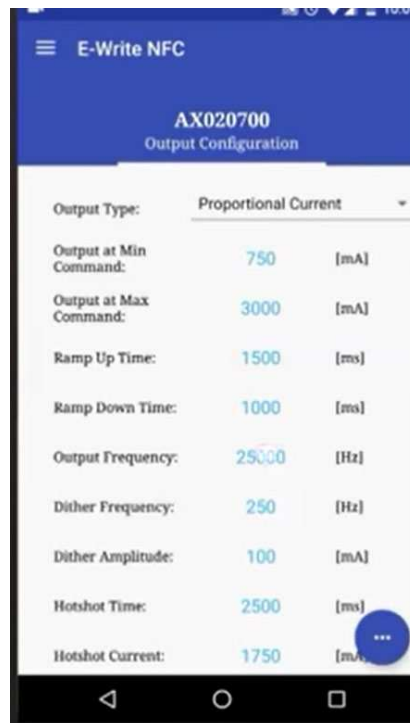 E-Write NFC
AX020700
Output Configuration
Output Type: Proportional Current
Output at Min
Command: 750 [mA]
Output at Max
Command: 3000 [mA]
Ramp Up Time: 1500 [ms]
Ramp Down Time: 1000 [ms]
Output Frequency: 25000 [Hz]
Dither Frequency: 250 [Hz]
Dither Amplitude: 100 [mA]
Hotshot Time: 2500 [ms]
Hotshot Current: 1750